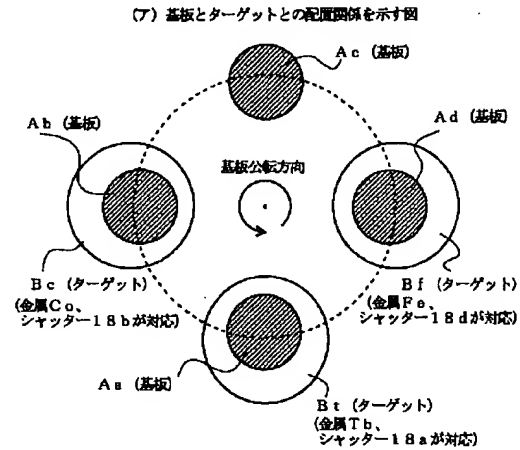 (ア) 基板とターゲットとの配置関係を示す図
Ac (基板)
Ab (基板)
Ad (基板)
基板公転方向
Bc (ターゲット)
(金属Co、
シャッター18bが対応)
Bf (ターゲット)
(金属Fe、
シャッター18dが対応)
Aa (基板)
Bt (ターゲット)
(金属Tb、
シャッター18aが対応)